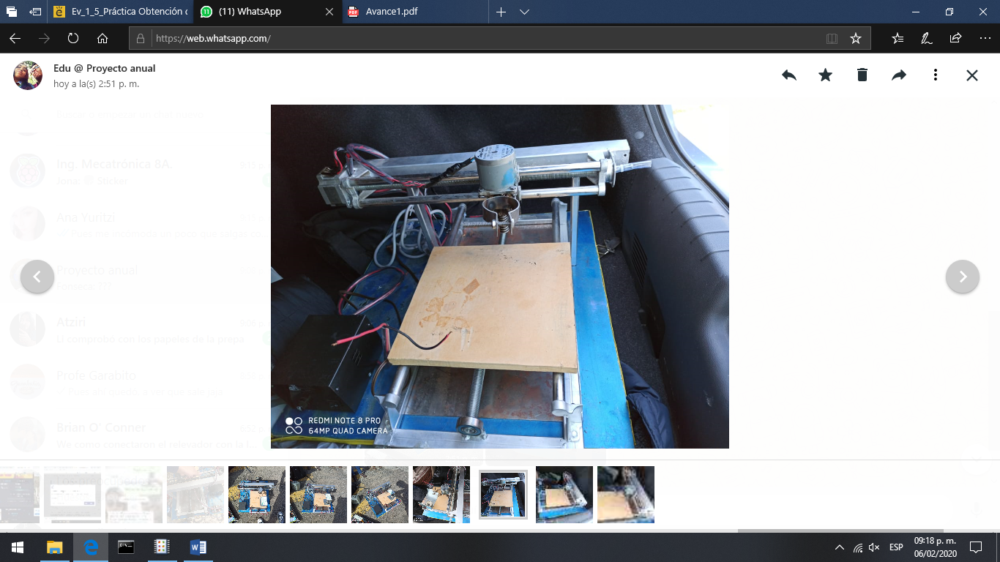 Ev_1_5_Práctica Obtención d
(11) WhatsApp
Avance1.pdf
https://web.whatsapp.com/
Edu @ Proyecto anual
hoy a la(s) 2:51 p. m.
Ing. Mecatrónica 8A.
Jona: Sticker
Ana Yuritzi
Proyecto anual
Atziri
Li comprobó con los papeles de la prepa
Profe Garabito
Brian O' Conner
We como conectaron el relevador con la l...
REDMI NOTE 8 PRO
64MP QUAD CAMERA
ESP
09:18 p. m.
06/02/2020